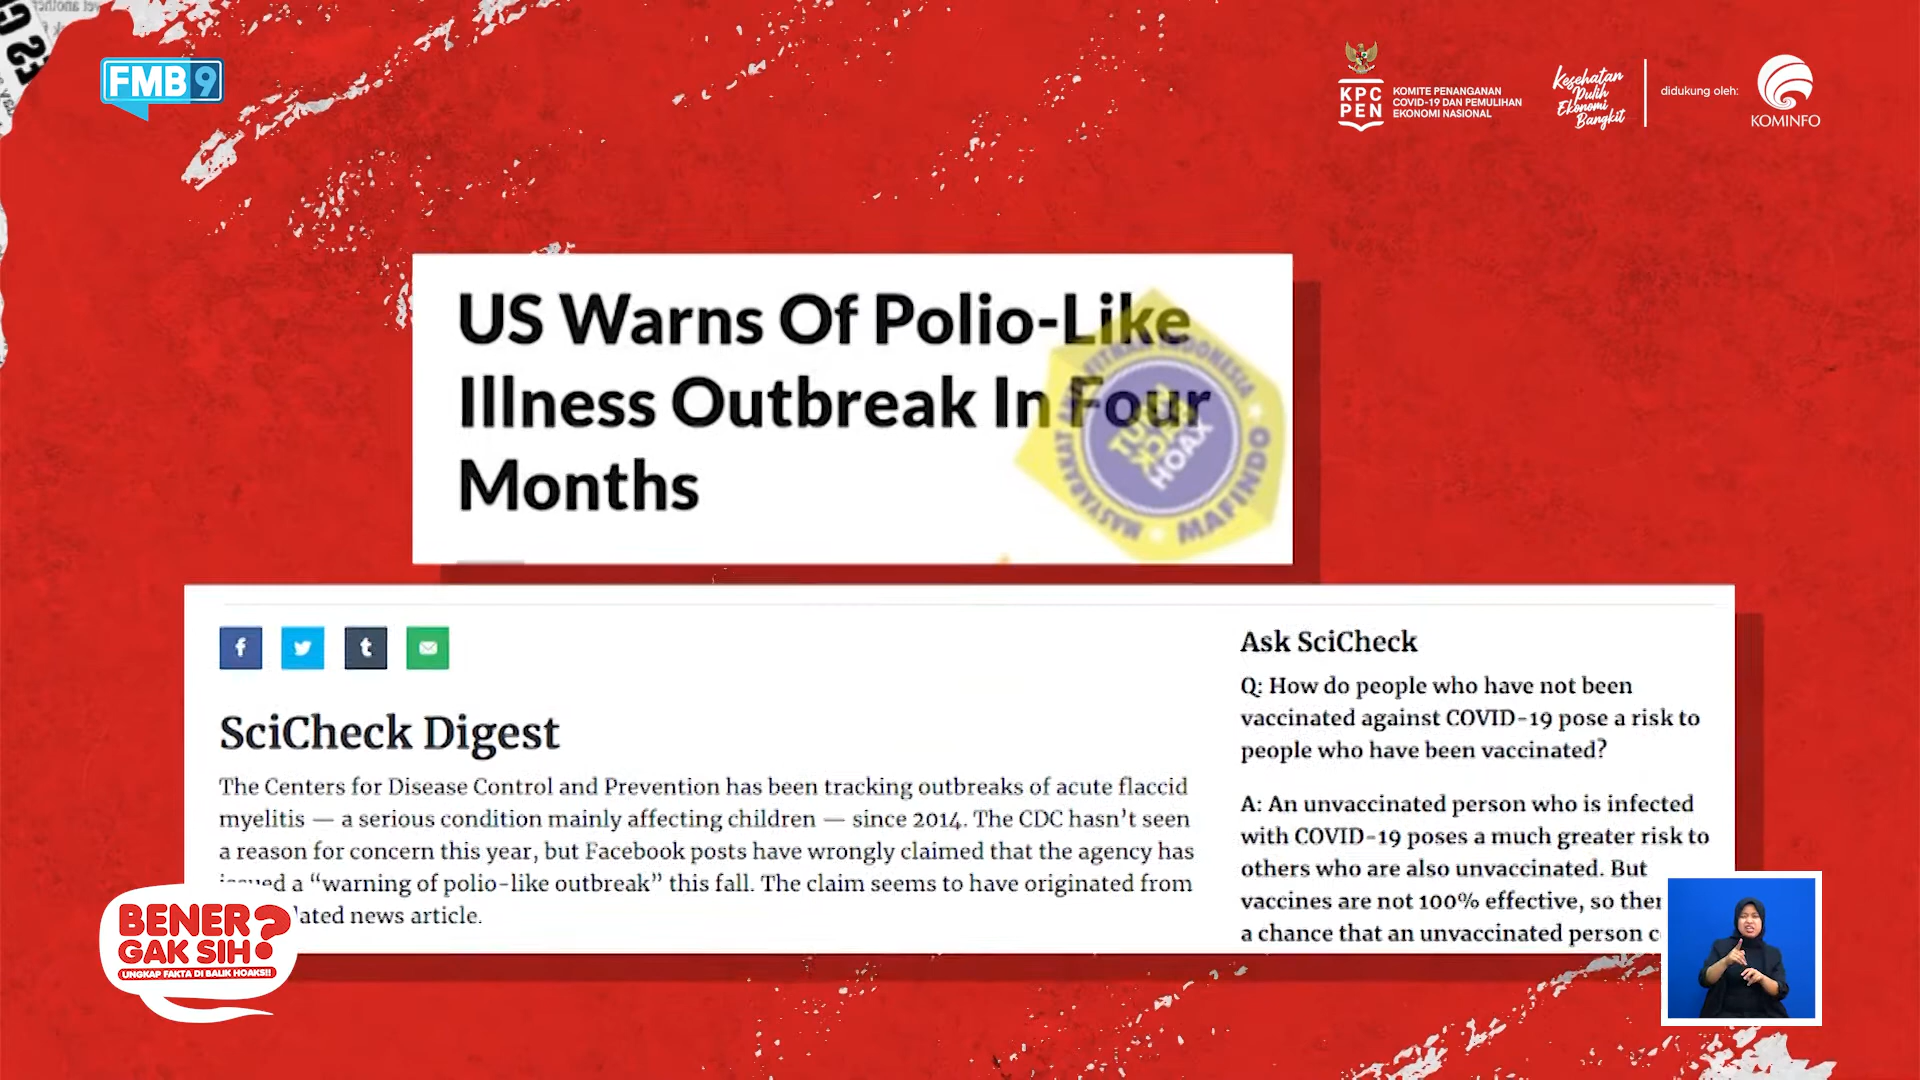 FMB 9
KPC
PEN
KOMITE PENANGANAN
COVID-19 DAN PEMULIHAN
EKONOMI NASIONAL
Kesehatan
Pulih
Ekonomi
Bangkit
didukung oleh:
KOMINFO
US Warns Of Polio-Like
Illness Outbreak In Four
Months
MASYARAKAT ANTI FITNAH INDONESIA
MAFINDO
TURN
BACK
HOAX
SciCheck Digest
The Centers for Disease Control and Prevention has been tracking outbreaks of acute flaccid
myelitis — a serious condition mainly affecting children — since 2014. The CDC hasn’t seen
a reason for concern this year, but Facebook posts have wrongly claimed that the agency has
a “warning of polio-like outbreak” this fall. The claim seems to have originated from
news article.
Ask SciCheck
Q: How do people who have not been
vaccinated against COVID-19 pose a risk to
people who have been vaccinated?
A: An unvaccinated person who is infected
with COVID-19 poses a much greater risk to
others who are also unvaccinated. But
vaccines are not 100% effective, so
a chance that an unvaccinated person
BENER
GAK SIH?
UNGKAP FAKTA DI BALIK HOAKS!!